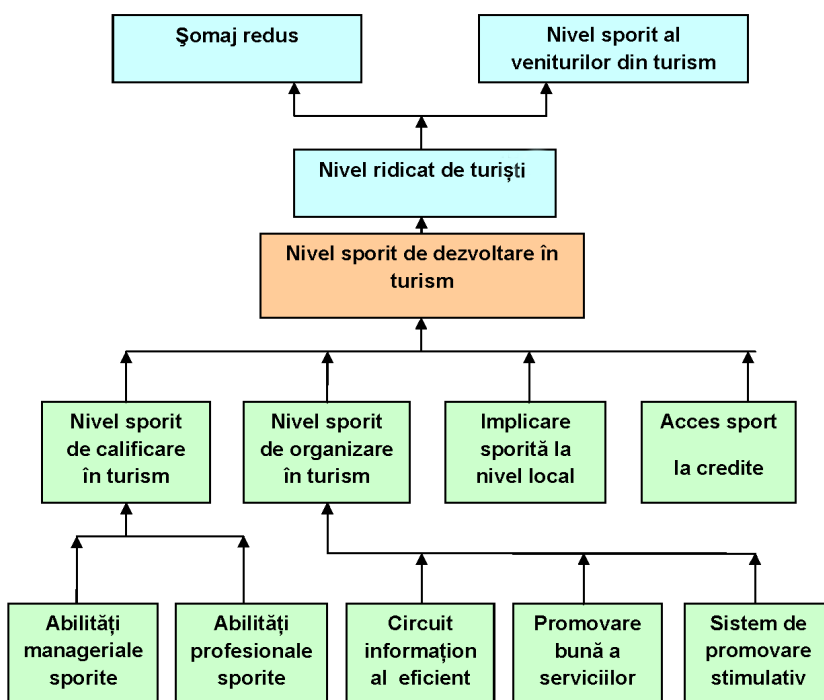 Şomaj redus
Nivel sporit al
veniturilor din turism
Nivel ridicat de turiști
Nivel sporit de dezvoltare în
turism
Nivel sporit
de calificare
în turism
Nivel sporit
de organizare
în turism
Implicare
sporită la
nivel local
Acces sport
la credite
Abilități
manageriale
sporite
Abilități
profesionale
sporite
Circuit
informațion
al eficient
Promovare
bună a
serviciilor
Sistem de
promovare
stimulativ